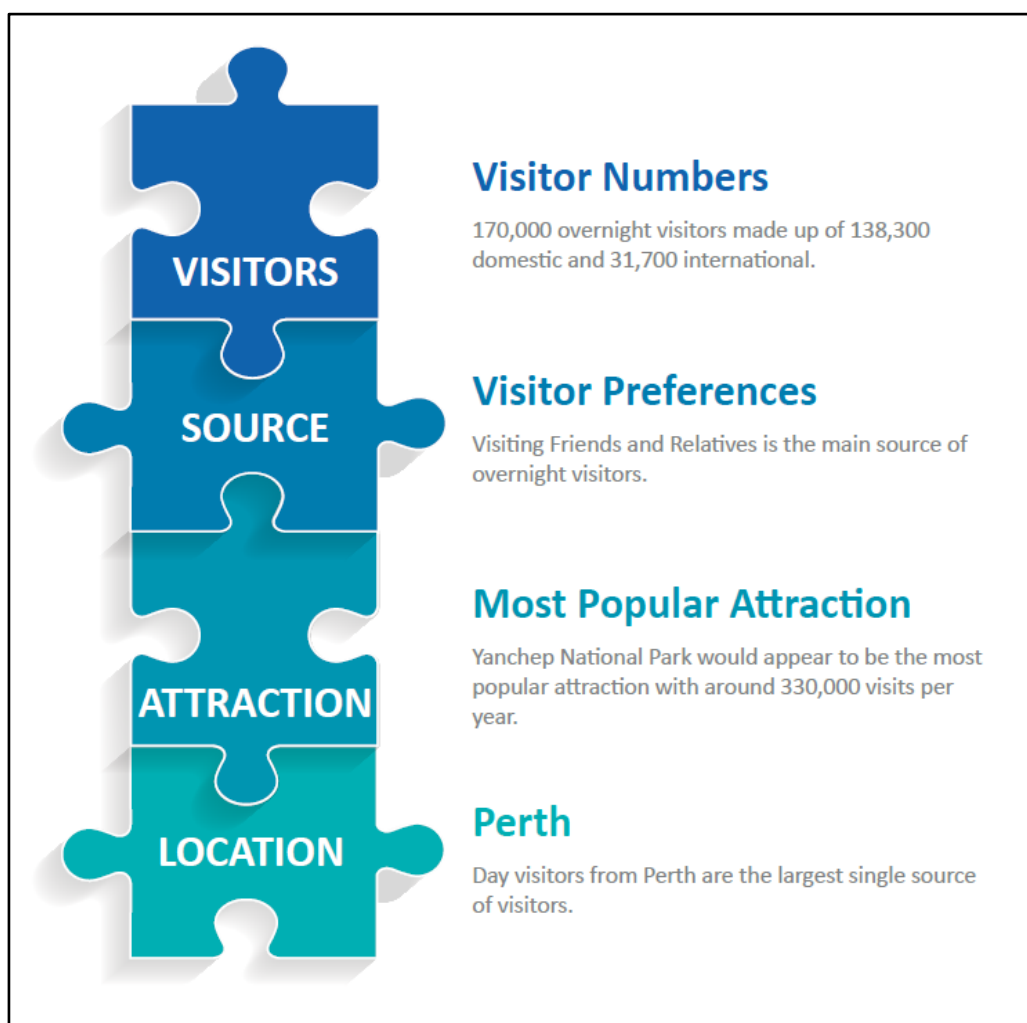 VISITORS
Visitor Numbers
170,000 overnight visitors made up of 138,300
domestic and 31,700 international.
SOURCE
Visitor Preferences
Visiting Friends and Relatives is the main source of
overnight visitors.
ATTRACTION
Most Popular Attraction
Yanchep National Park would appear to be the most
popular attraction with around 330,000 visits per
year.
LOCATION
Perth
Day visitors from Perth are the largest single source
of visitors.